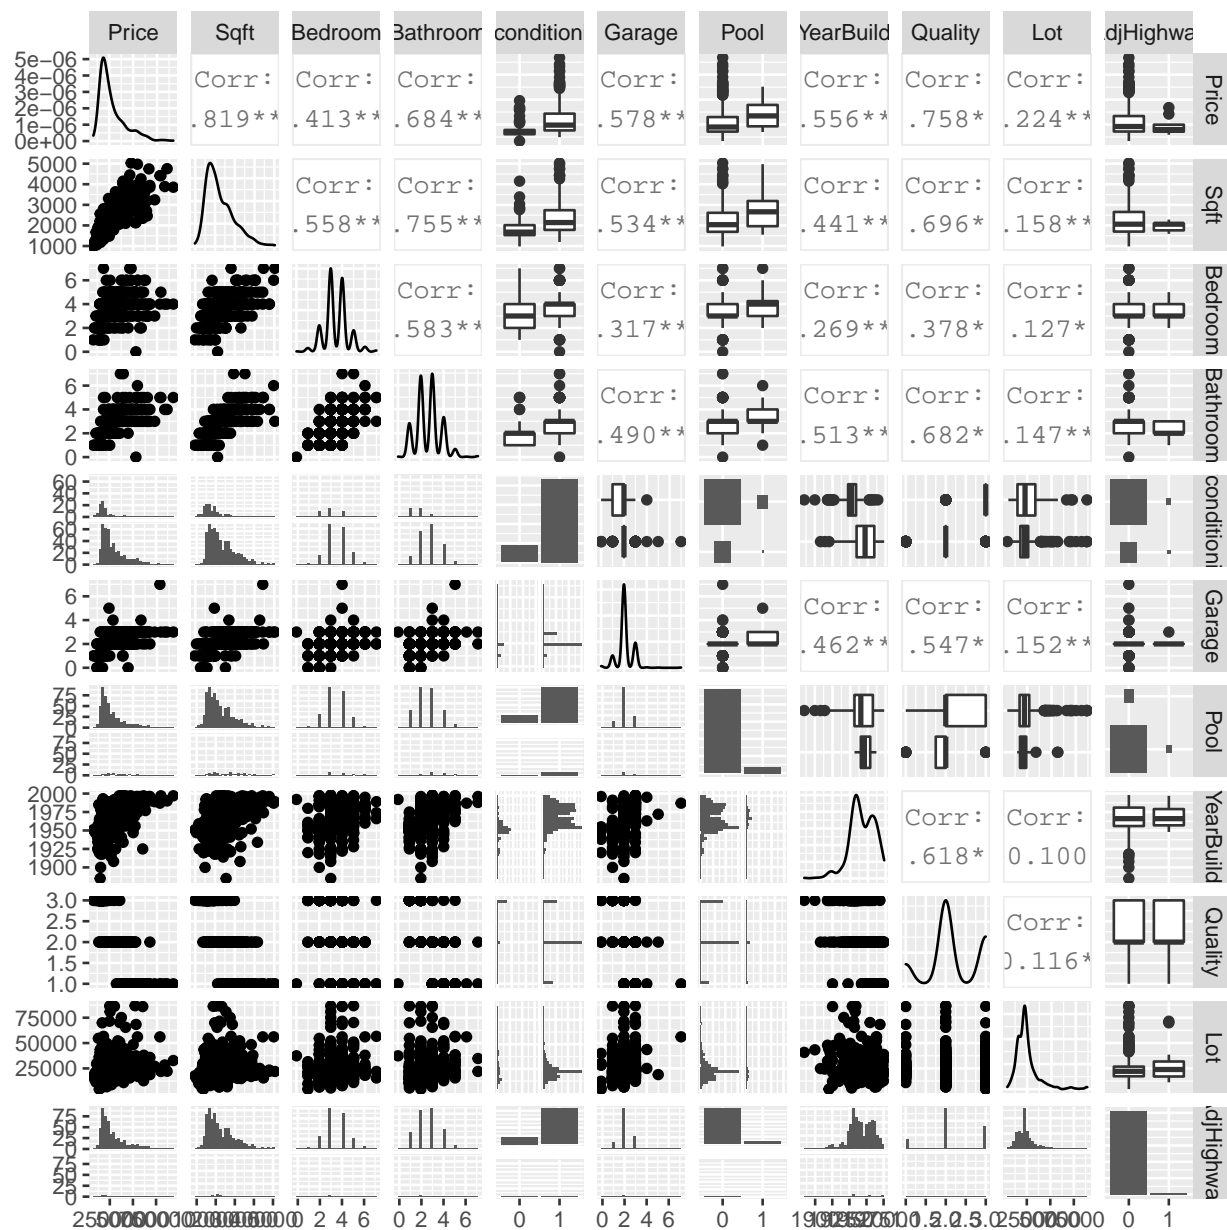 Price Sqft Bedroom Bathroom condition Garage Pool YearBuild Quality Lot djHighwa
5e−06
4e−06
3e−06
2e−06
1e−06
0e+00
Corr: Corr: Corr: Corr: Corr: Corr: Corr:
.819** .413** .684** .578** .556** .758* .224**
Price
5000
4000
3000
2000
1000
Corr: Corr: Corr: Corr: Corr: Corr:
.558** .755** .534** .441** .696* .158**
Sqft
6
4
2
0
Corr: Corr: Corr: Corr: Corr:
.583** .317** .269** .378* .127*
Bedroom
6
4
2
0
Corr: Corr: Corr: Corr:
.490** .513** .682* .147**
Bathroom
60
40
20
0
60
40
20
0
conditioni
6
4
2
0
Corr: Corr: Corr:
.462** .547* .152**
Garage
75
50
25
0
75
50
25
0
Pool
2000
1975
1950
1925
1900
Corr: Corr:
.618* 0.100
YearBuild
3.0
2.5
2.0
1.5
1.0
Corr:
0.116*
Quality
75000
50000
25000
Lot
75
50
25
0
75
50
25
0
djHighwa
0 2 4 6 0 2 4 6 0 1 0 2 4 6 0 1 0 1